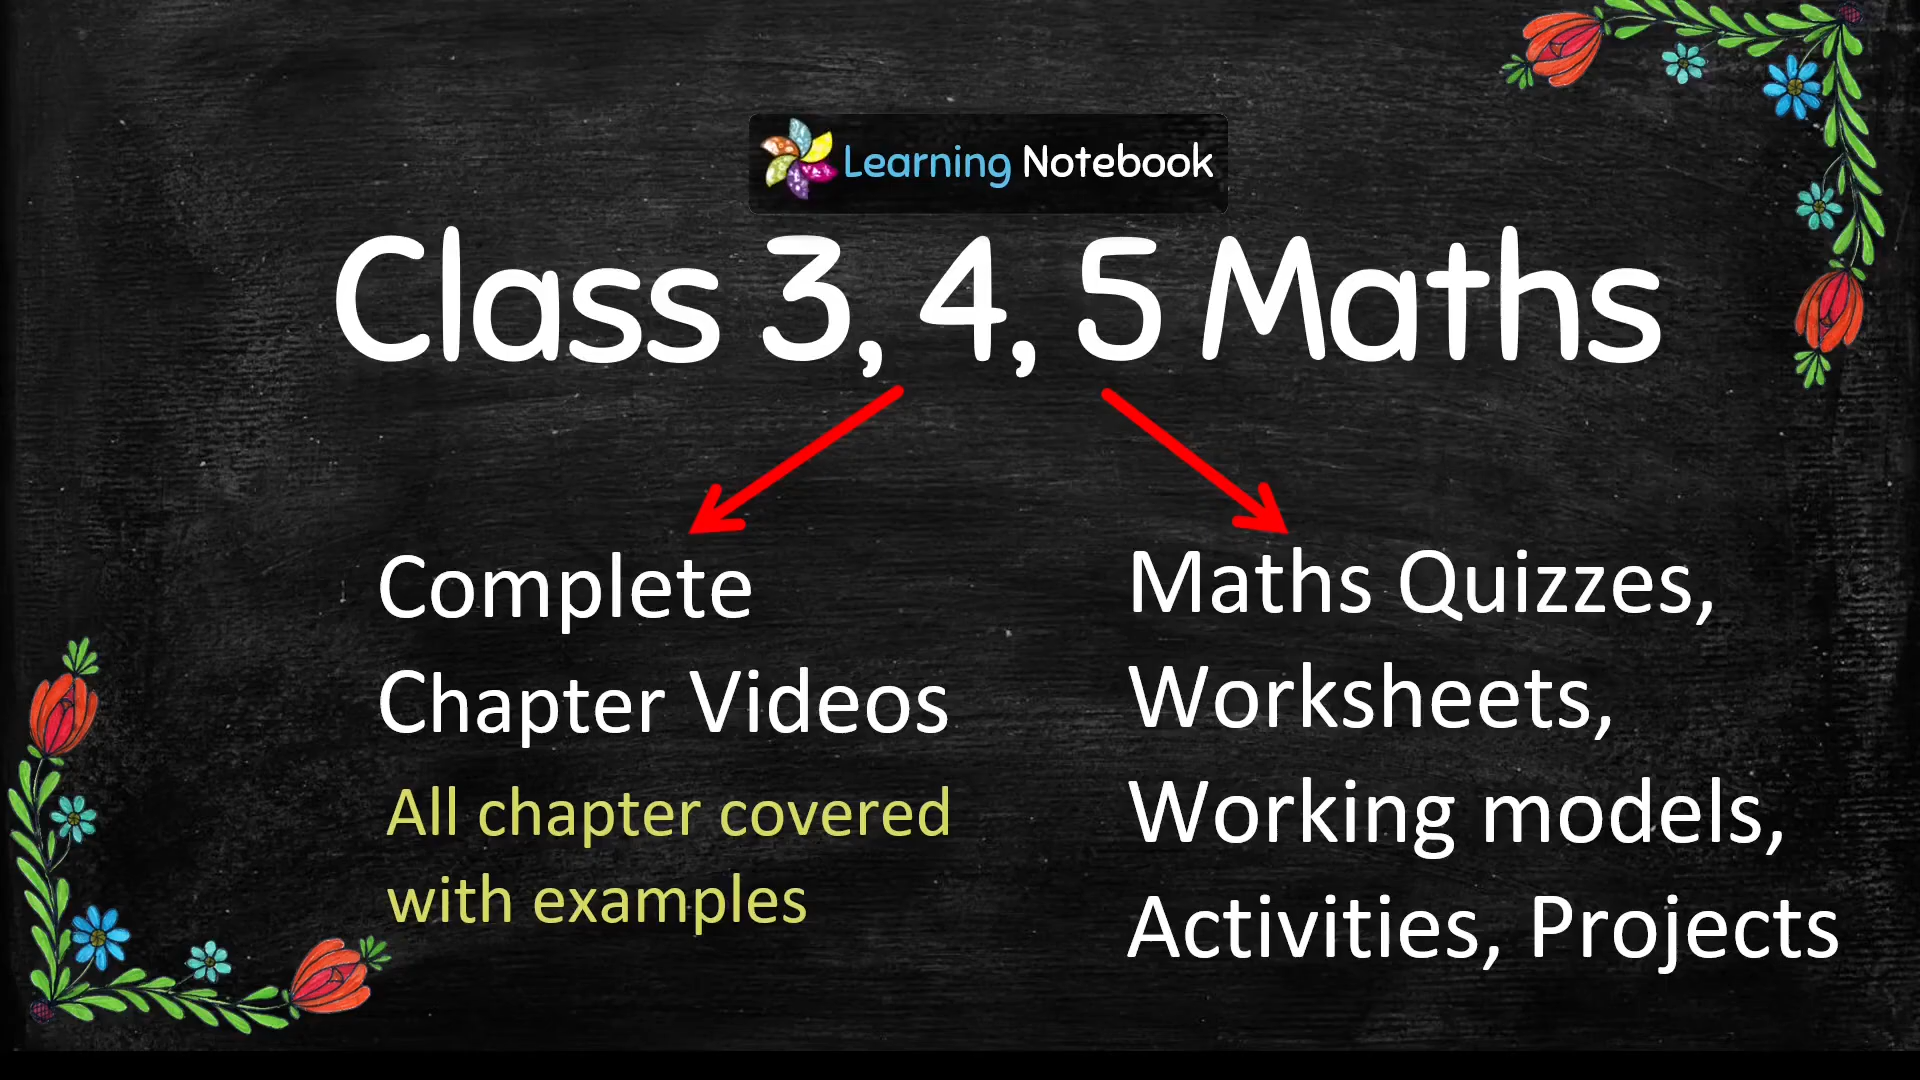 Learning Notebook
Class 3, 4, 5 Maths
Complete
Chapter Videos
All chapter covered
with examples
Maths Quizzes,
Worksheets,
Working models,
Activities, Projects